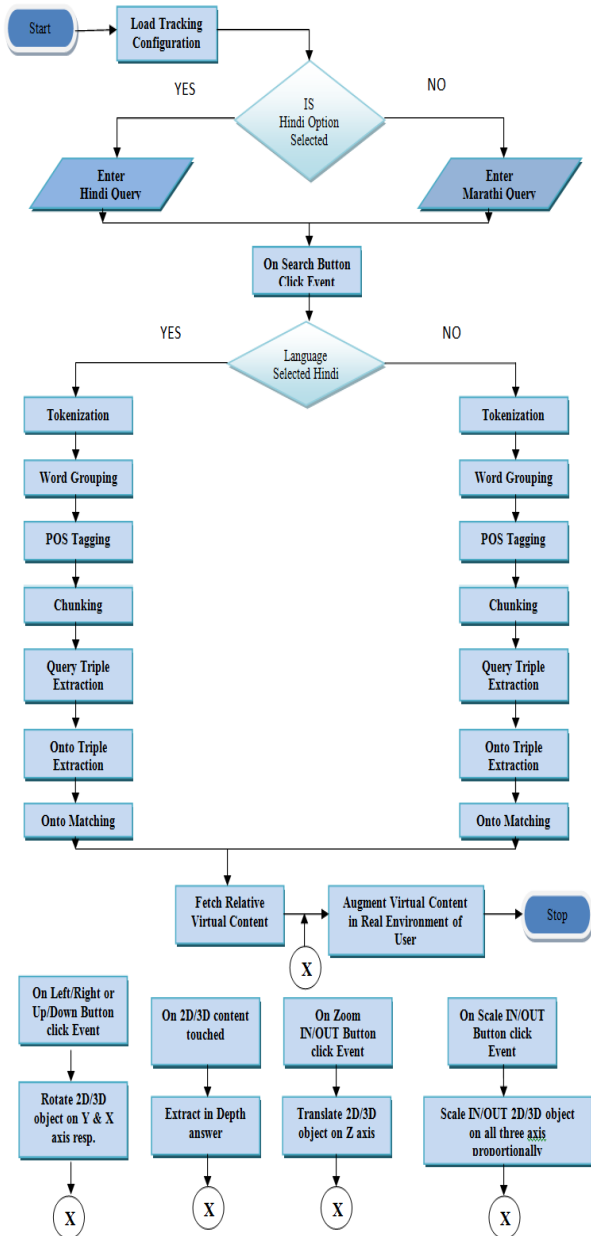 Start
Load Tracking
Configuration
YES
NO
IS
Hindi Option
Selected
Enter
Hindi Query
Enter
Marathi Query
On Search Button
Click Event
YES
NO
Language
Selected Hindi
Tokenization
Word Grouping
POS Tagging
Chunking
Query Triple
Extraction
Onto Triple
Extraction
Onto Matching
Tokenization
Word Grouping
POS Tagging
Chunking
Query Triple
Extraction
Onto Triple
Extraction
Onto Matching
Fetch Relative
Virtual Content
Augment Virtual Content
in Real Environment of
User
Stop
X
On Left/Right or
Up/Down Button
click Event
Rotate 2D/3D
object on Y & X
axis resp.
X
On 2D/3D content
touched
Extract in Depth
answer
X
On Zoom
IN/OUT Button
click Event
Translate 2D/3D
object on Z axis
X
On Scale IN/OUT
Button click
Event
Scale IN/OUT 2D/3D object
on all three axis
proportionally
X